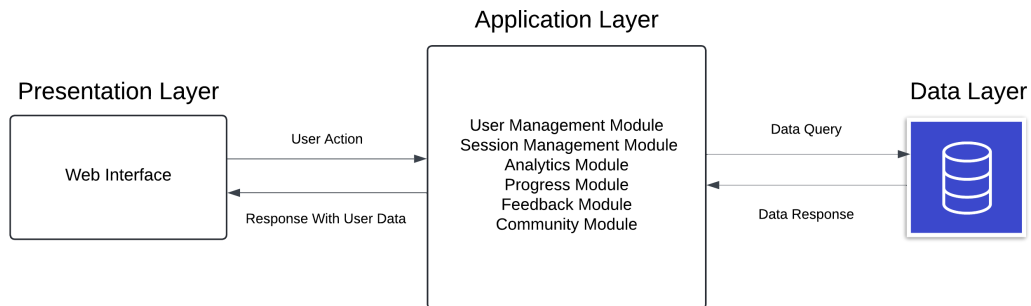 Application Layer
Presentation Layer
Data Layer
Web Interface
User Action
Response With User Data
User Management Module
Session Management Module
Analytics Module
Progress Module
Feedback Module
Community Module
Data Query
Data Response